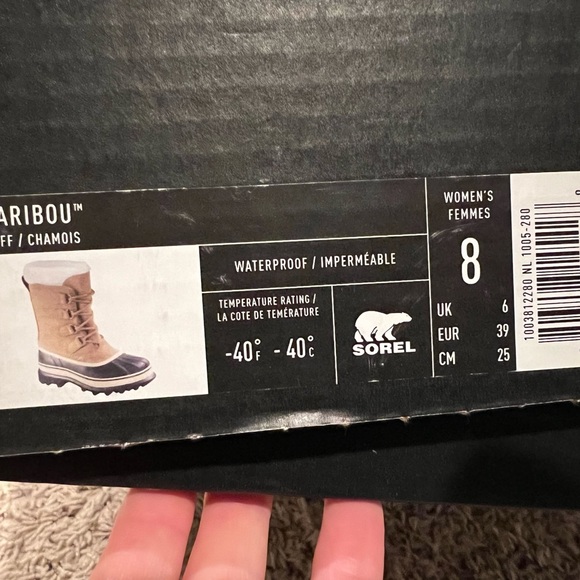 ARIBOU™
FF / CHAMOIS
WATERPROOF / IMPERMÉABLE
TEMPERATURE RATING /
LA COTE DE TEMÉRATURE
-40°F -40°C
SOREL
WOMEN'S
FEMMES
8
UK 6
EUR 39
CM 25
1003812280 NL 1005-280